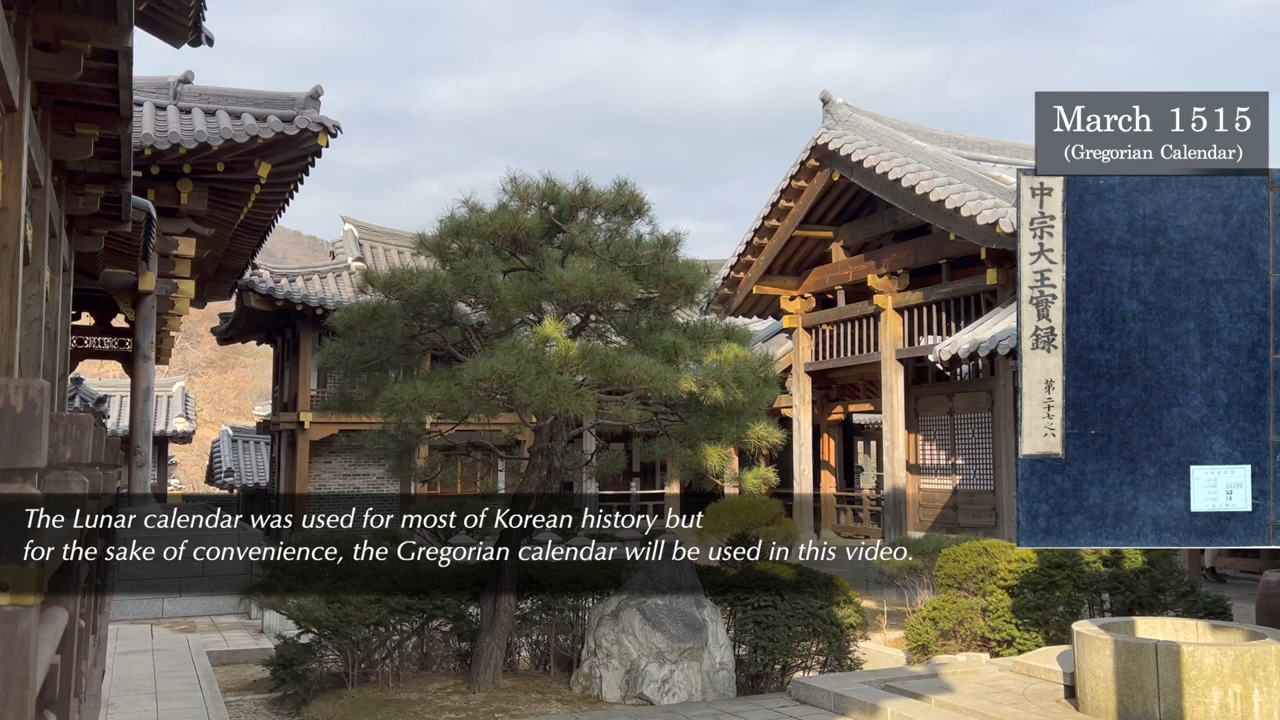 March 1515
(Gregorian Calendar)
中宗大王實録
第二十七之六
The Lunar calendar was used for most of Korean history but
for the sake of convenience, the Gregorian calendar will be used in this video.